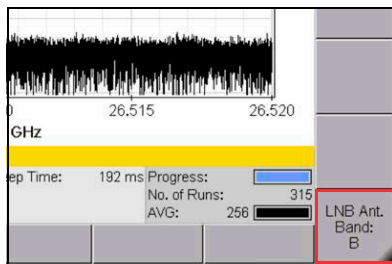 26.515 26.520
GHz
ep Time: 192 ms Progress:
No. of Runs: 315
AVG: 256
LNB Ant.
Band:
B